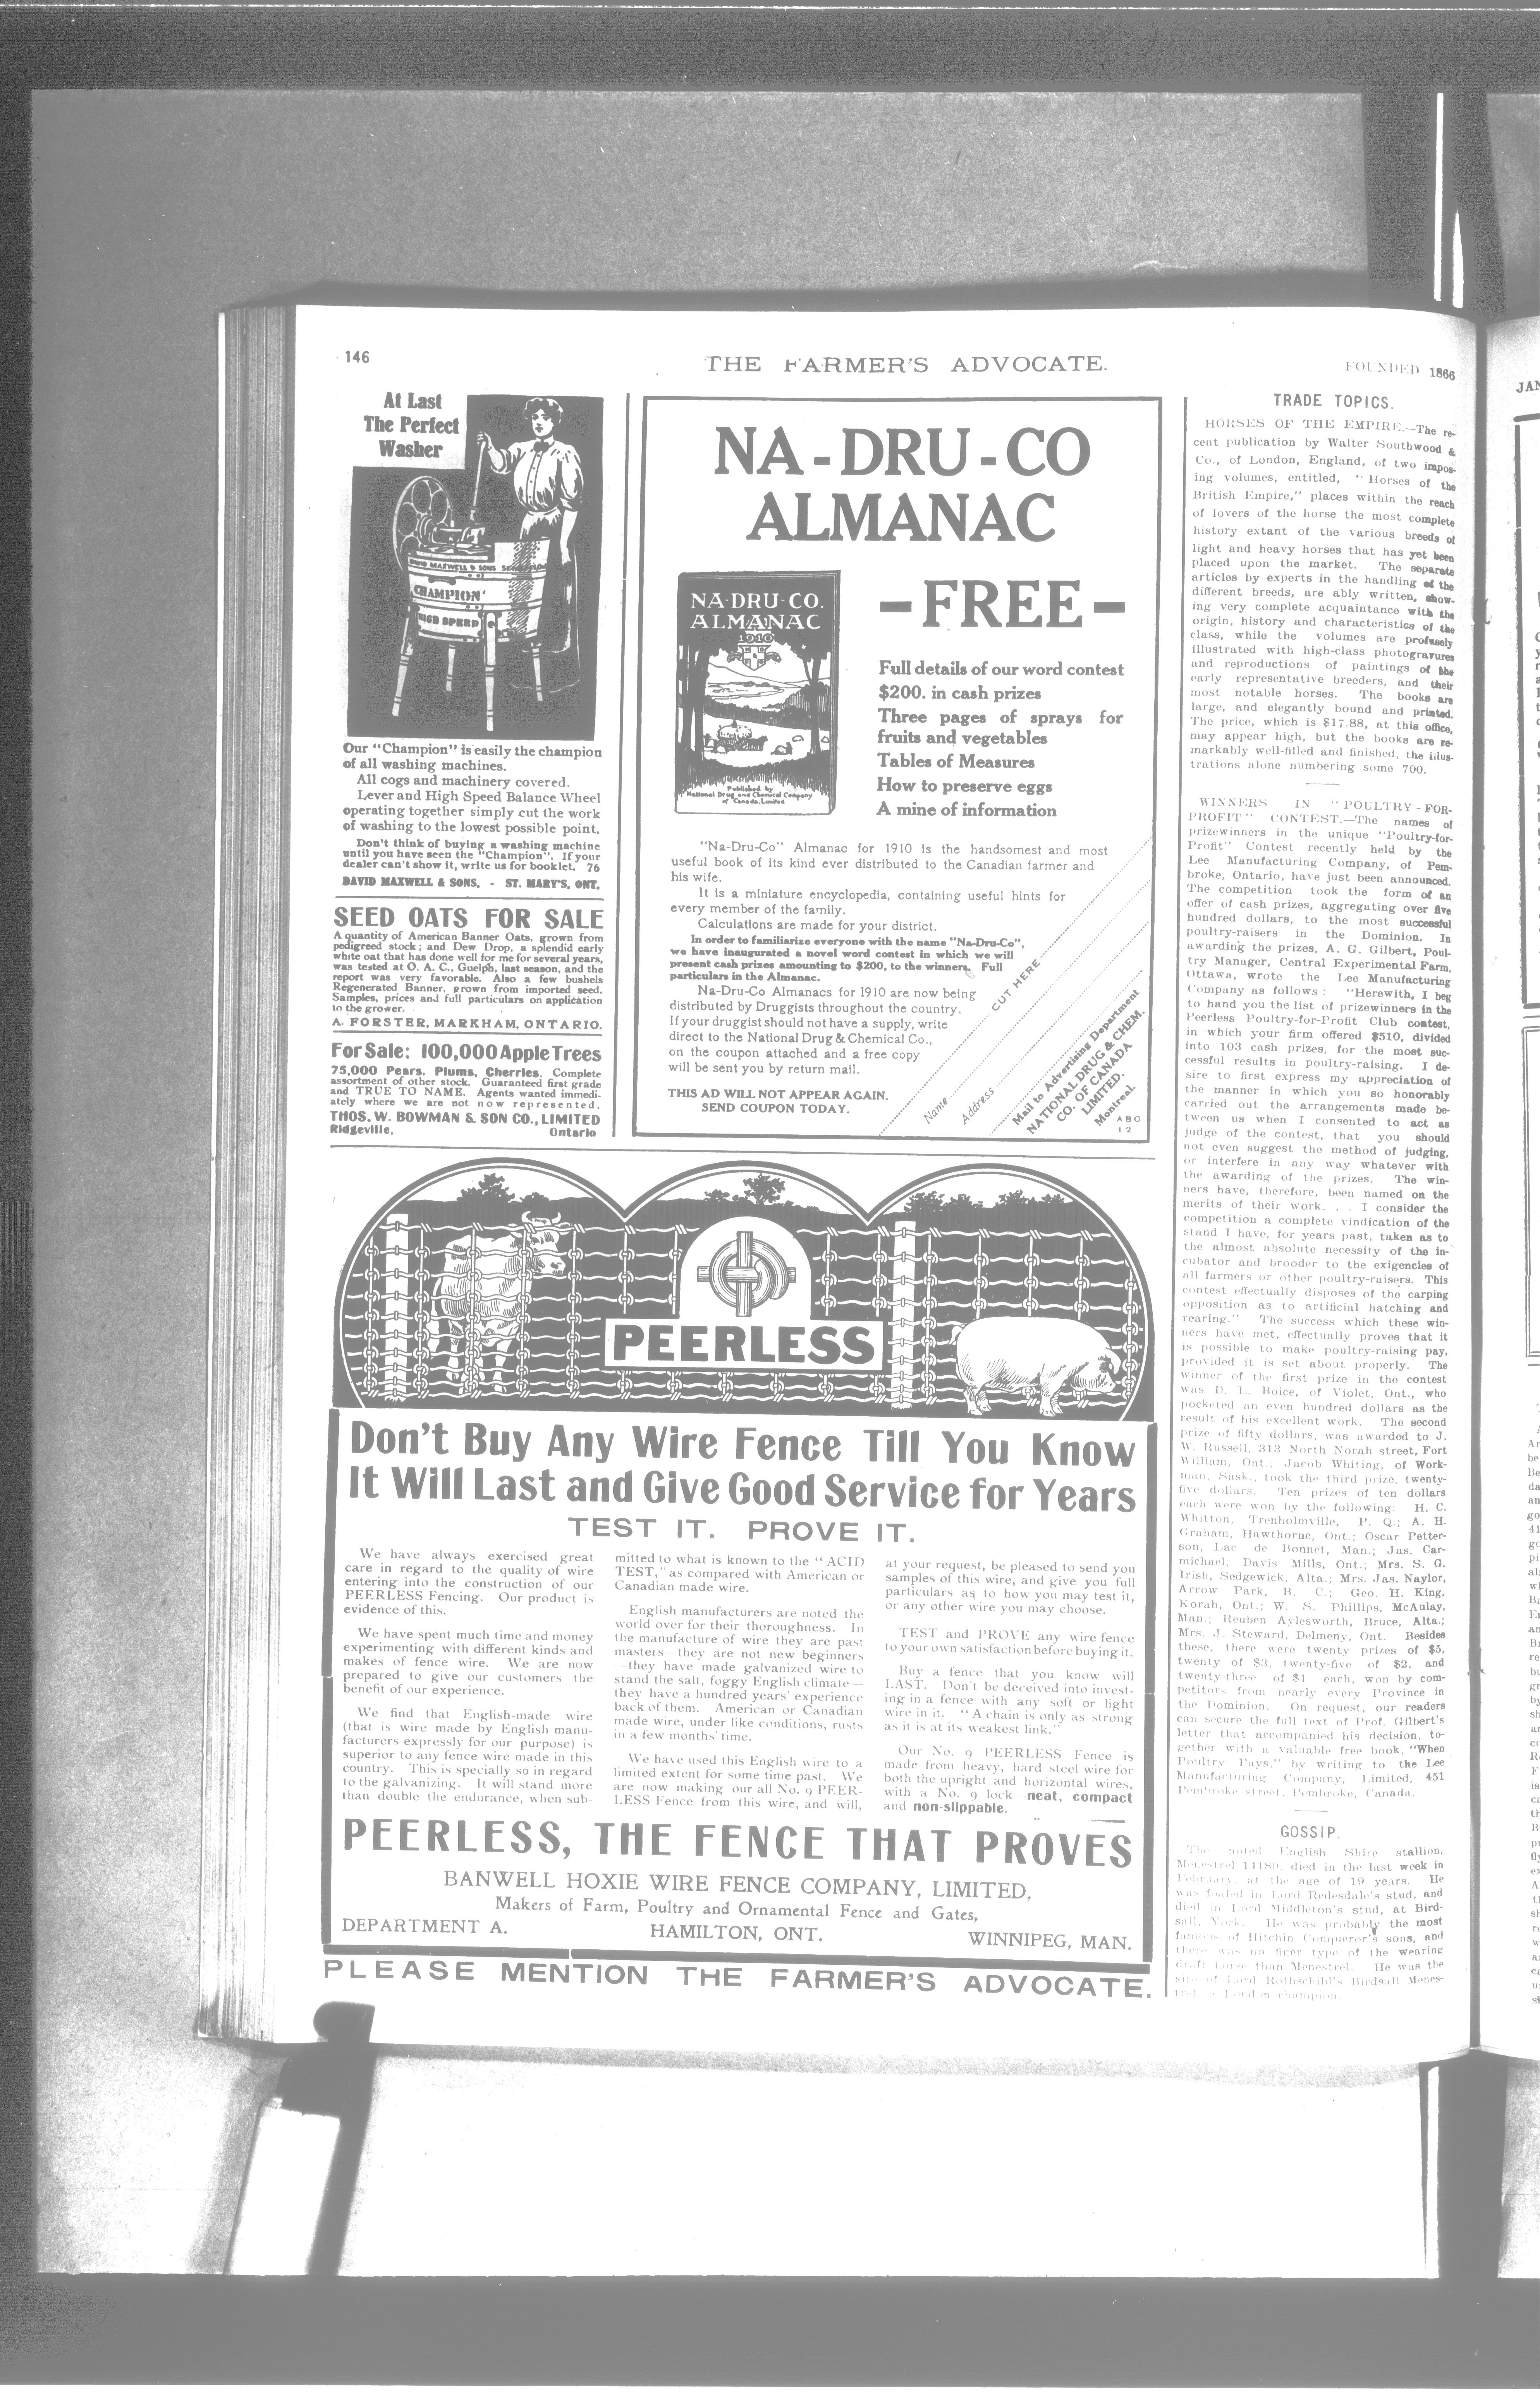 146
THE FARMER'S ADVOCATE.
FOUNDED 1866
At Last
The Perfect
Washer
DAVID MAXWELL & SONS
CHAMPION
HIGH SPEED
Our "Champion" is easily the champion
of all washing machines.
All cogs and machinery covered.
Lever and High Speed Balance Wheel
operating together simply cut the work
of washing to the lowest possible point.
Don't think of buying a washing machine
until you have seen the "Champion". If your
dealer can't show it, write us for booklet. 76
DAVID MAXWELL & SONS, - ST. MARY'S, ONT.
SEED OATS FOR SALE
A quantity of American Banner Oats, grown from
pedigreed stock; and Dew Drop, a splendid early
white oat that has done well for me for several years,
was tested at O. A. C., Guelph, last season, and the
report was very favorable. Also a few bushels
Regenerated Banner, grown from imported seed.
Samples, prices and full particulars on application
to the grower.
A. FORSTER, MARKHAM, ONTARIO.
For Sale: 100,000 Apple Trees
75,000 Pears, Plums, Cherries. Complete
assortment of other stock. Guaranteed first grade
and TRUE TO NAME. Agents wanted immedi-
ately where we are not now represented.
THOS. W. BOWMAN & SON CO., LIMITED
Ridgeville. Ontario
NA-DRU-CO
ALMANAC
-FREE-
NA-DRU-CO.
ALMANAC
1910
Published by
National Drug and Chemical Company
of Canada, Limited
Full details of our word contest
$200. in cash prizes
Three pages of sprays for
fruits and vegetables
Tables of Measures
How to preserve eggs
A mine of information
"Na-Dru-Co" Almanac for 1910 is the handsomest and most
useful book of its kind ever distributed to the Canadian farmer and
his wife.
It is a miniature encyclopedia, containing useful hints for
every member of the family.
Calculations are made for your district.
In order to familiarize everyone with the name "Na-Dru-Co",
we have inaugurated a novel word contest in which we will
present cash prizes amounting to $200, to the winners. Full
particulars in the Almanac.
Na-Dru-Co Almanacs for 1910 are now being
distributed by Druggists throughout the country.
If your druggist should not have a supply, write
direct to the National Drug & Chemical Co.,
on the coupon attached and a free copy
will be sent you by return mail.
THIS AD WILL NOT APPEAR AGAIN.
SEND COUPON TODAY.
CUT HERE
Name
Address
Mail to Advertising Department
NATIONAL DRUG & CHEM.
CO. OF CANADA
LIMITED.
Montreal.
A B C
1 2
PEERLESS
Don't Buy Any Wire Fence Till You Know
It Will Last and Give Good Service for Years
TEST IT. PROVE IT.
We have always exercised great
care in regard to the quality of wire
entering into the construction of our
PEERLESS Fencing. Our product is
evidence of this.
We have spent much time and money
experimenting with different kinds and
makes of fence wire. We are now
prepared to give our customers the
benefit of our experience.
We find that English-made wire
(that is wire made by English manu-
facturers expressly for our purpose) is
superior to any fence wire made in this
country. This is specially so in regard
to the galvanizing. It will stand more
than double the endurance, when sub-
mitted to what is known to the "ACID
TEST," as compared with American or
Canadian made wire.
English manufacturers are noted the
world over for their thoroughness. In
the manufacture of wire they are past
masters—they are not new beginners
—they have made galvanized wire to
stand the salt, foggy English climate—
they have a hundred years' experience
back of them. American or Canadian
made wire, under like conditions, rusts
in a few months' time.
We have used this English wire to a
limited extent for some time past. We
are now making our all No. 9 PEER-
LESS Fence from this wire, and will,
at your request, be pleased to send you
samples of this wire, and give you full
particulars as to how you may test it,
or any other wire you may choose.
TEST and PROVE any wire fence
to your own satisfaction before buying it.
Buy a fence that you know will
LAST. Don't be deceived into invest-
ing in a fence with any soft or light
wire in it. "A chain is only as strong
as it is at its weakest link."
Our No. 9 PEERLESS Fence is
made from heavy, hard steel wire for
both the upright and horizontal wires,
with a No. 9 lock—neat, compact
and non-slippable.
PEERLESS, THE FENCE THAT PROVES
BANWELL HOXIE WIRE FENCE COMPANY, LIMITED,
Makers of Farm, Poultry and Ornamental Fence and Gates,
DEPARTMENT A. HAMILTON, ONT. WINNIPEG, MAN.
PLEASE MENTION THE FARMER'S ADVOCATE.
TRADE TOPICS.
HORSES OF THE EMPIRE.—The re-
cent publication by Walter Southwood &
Co., of London, England, of two impos-
ing volumes, entitled, "Horses of the
British Empire," places within the reach
of lovers of the horse the most complete
history extant of the various breeds of
light and heavy horses that has yet been
placed upon the market. The separate
articles by experts in the handling of the
different breeds, are ably written, show-
ing very complete acquaintance with the
origin, history and characteristics of the
class, while the volumes are profusely
illustrated with high-class photogravures
and reproductions of paintings of the
early representative breeders, and their
most notable horses. The books are
large, and elegantly bound and printed.
The price, which is $17.88, at this office,
may appear high, but the books are re-
markably well-filled and finished, the illus-
trations alone numbering some 700.
WINNERS IN "POULTRY-FOR-
PROFIT" CONTEST.—The names of
prizewinners in the unique "Poultry-for-
Profit" Contest recently held by the
Lee Manufacturing Company, of Pem-
broke, Ontario, have just been announced.
The competition took the form of an
offer of cash prizes, aggregating over five
hundred dollars, to the most successful
poultry-raisers in the Dominion. In
awarding the prizes, A. G. Gilbert, Poul-
try Manager, Central Experimental Farm,
Ottawa, wrote the Lee Manufacturing
Company as follows: "Herewith, I beg
to hand you the list of prizewinners in the
Peerless Poultry-for-Profit Club contest,
in which your firm offered $510, divided
into 103 cash prizes, for the most suc-
cessful results in poultry-raising. I de-
sire to first express my appreciation of
the manner in which you so honorably
carried out the arrangements made be-
tween us when I consented to act as
judge of the contest, that you should
not even suggest the method of judging,
or interfere in any way whatever with
the awarding of the prizes. The win-
ners have, therefore, been named on the
merits of their work. . . I consider the
competition a complete vindication of the
stand I have, for years past, taken as to
the almost absolute necessity of the in-
cubator and brooder to the exigencies of
all farmers or other poultry-raisers. This
contest effectually disposes of the carping
opposition as to artificial hatching and
rearing." The success which these win-
ners have met, effectually proves that it
is possible to make poultry-raising pay,
provided it is set about properly. The
winner of the first prize in the contest
was D. L. Boice, of Violet, Ont., who
pocketed an even hundred dollars as the
result of his excellent work. The second
prize of fifty dollars, was awarded to J.
W. Russell, 313 North Norah street, Fort
William, Ont.; Jacob Whiting, of Work-
man, Sask., took the third prize, twenty-
five dollars. Ten prizes of ten dollars
each were won by the following: H. C.
Whitton, Trenholmville, P. Q.; A. H.
Graham, Hawthorne, Ont.; Oscar Petter-
son, Lac de Bonnet, Man.; Jas. Car-
michael, Davis Mills, Ont.; Mrs. S. G.
Irish, Sedgewick, Alta.; Mrs. Jas. Naylor,
Arrow Park, B. C.; Geo. H. King,
Korah, Ont.; W. S. Phillips, McAulay,
Man.; Reuben Aylesworth, Bruce, Alta.;
Mrs. J. Steward, Delmeny, Ont. Besides
these, there were twenty prizes of $5,
twenty of $3, twenty-five of $2, and
twenty-three of $1 each, won by com-
petitors from nearly every Province in
the Dominion. On request, our readers
can secure the full text of Prof. Gilbert's
letter that accompanied his decision, to-
gether with a valuable free book, "When
Poultry Pays," by writing to the Lee
Manufacturing Company, Limited, 451
Pembroke street, Pembroke, Canada.
GOSSIP.
The noted English Shire stallion,
Menestrel 14180, died in the last week in
February, at the age of 19 years. He
was foaled in Lord Redesdale's stud, and
died in Lord Middleton's stud, at Bird-
sall, York. He was probably the most
famous of Hitchin Conqueror's sons, and
there was no finer type of the wearing
draft horse than Menestrel. He was the
sire of Lord Rothschild's Birdsall Menes-
trel, a London champion.
JAN